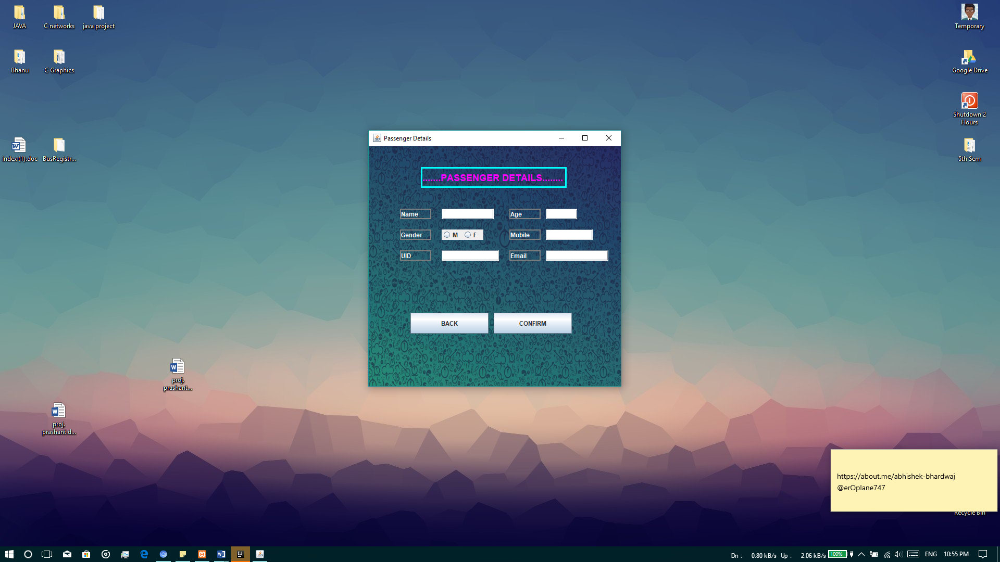 JAVA
C networks
java project
Bhanu
C Graphics
index (1).doc
BusRegistr...
proj.
prashant...
proj.
prashant.d...
Temporary
Google Drive
Shutdown 2
Hours
5th Sem
Passenger Details
.......PASSENGER DETAILS........
Name
Age
Gender
M
F
Mobile
UID
Email
BACK
CONFIRM
https://about.me/abhishek-bhardwaj
@erOplane747
Recycle Bin
Dn : 0.80 kB/s Up : 2.06 kB/s 100% ENG 10:55 PM